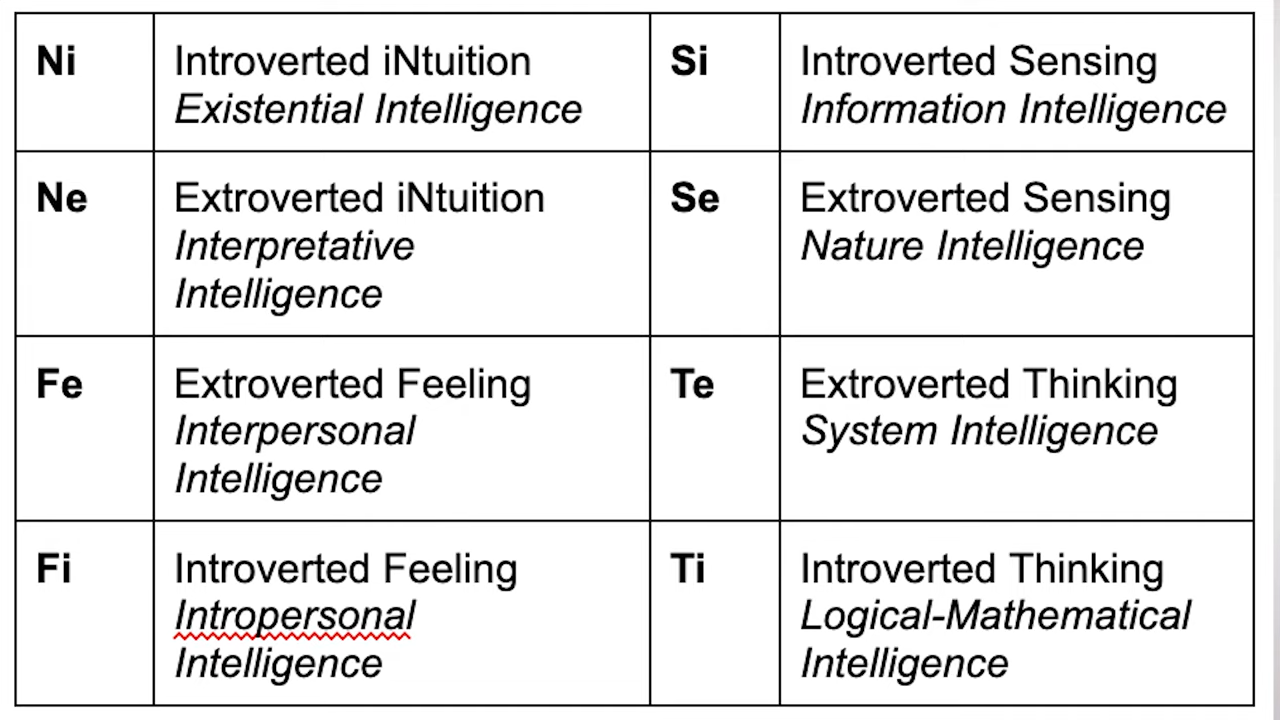 Ni
Introverted iNtuition
Existential Intelligence
Si
Introverted Sensing
Information Intelligence
Ne
Extroverted iNtuition
Interpretative
Intelligence
Se
Extroverted Sensing
Nature Intelligence
Fe
Extroverted Feeling
Interpersonal
Intelligence
Te
Extroverted Thinking
System Intelligence
Fi
Introverted Feeling
Intropersonal
Intelligence
Ti
Introverted Thinking
Logical-Mathematical
Intelligence